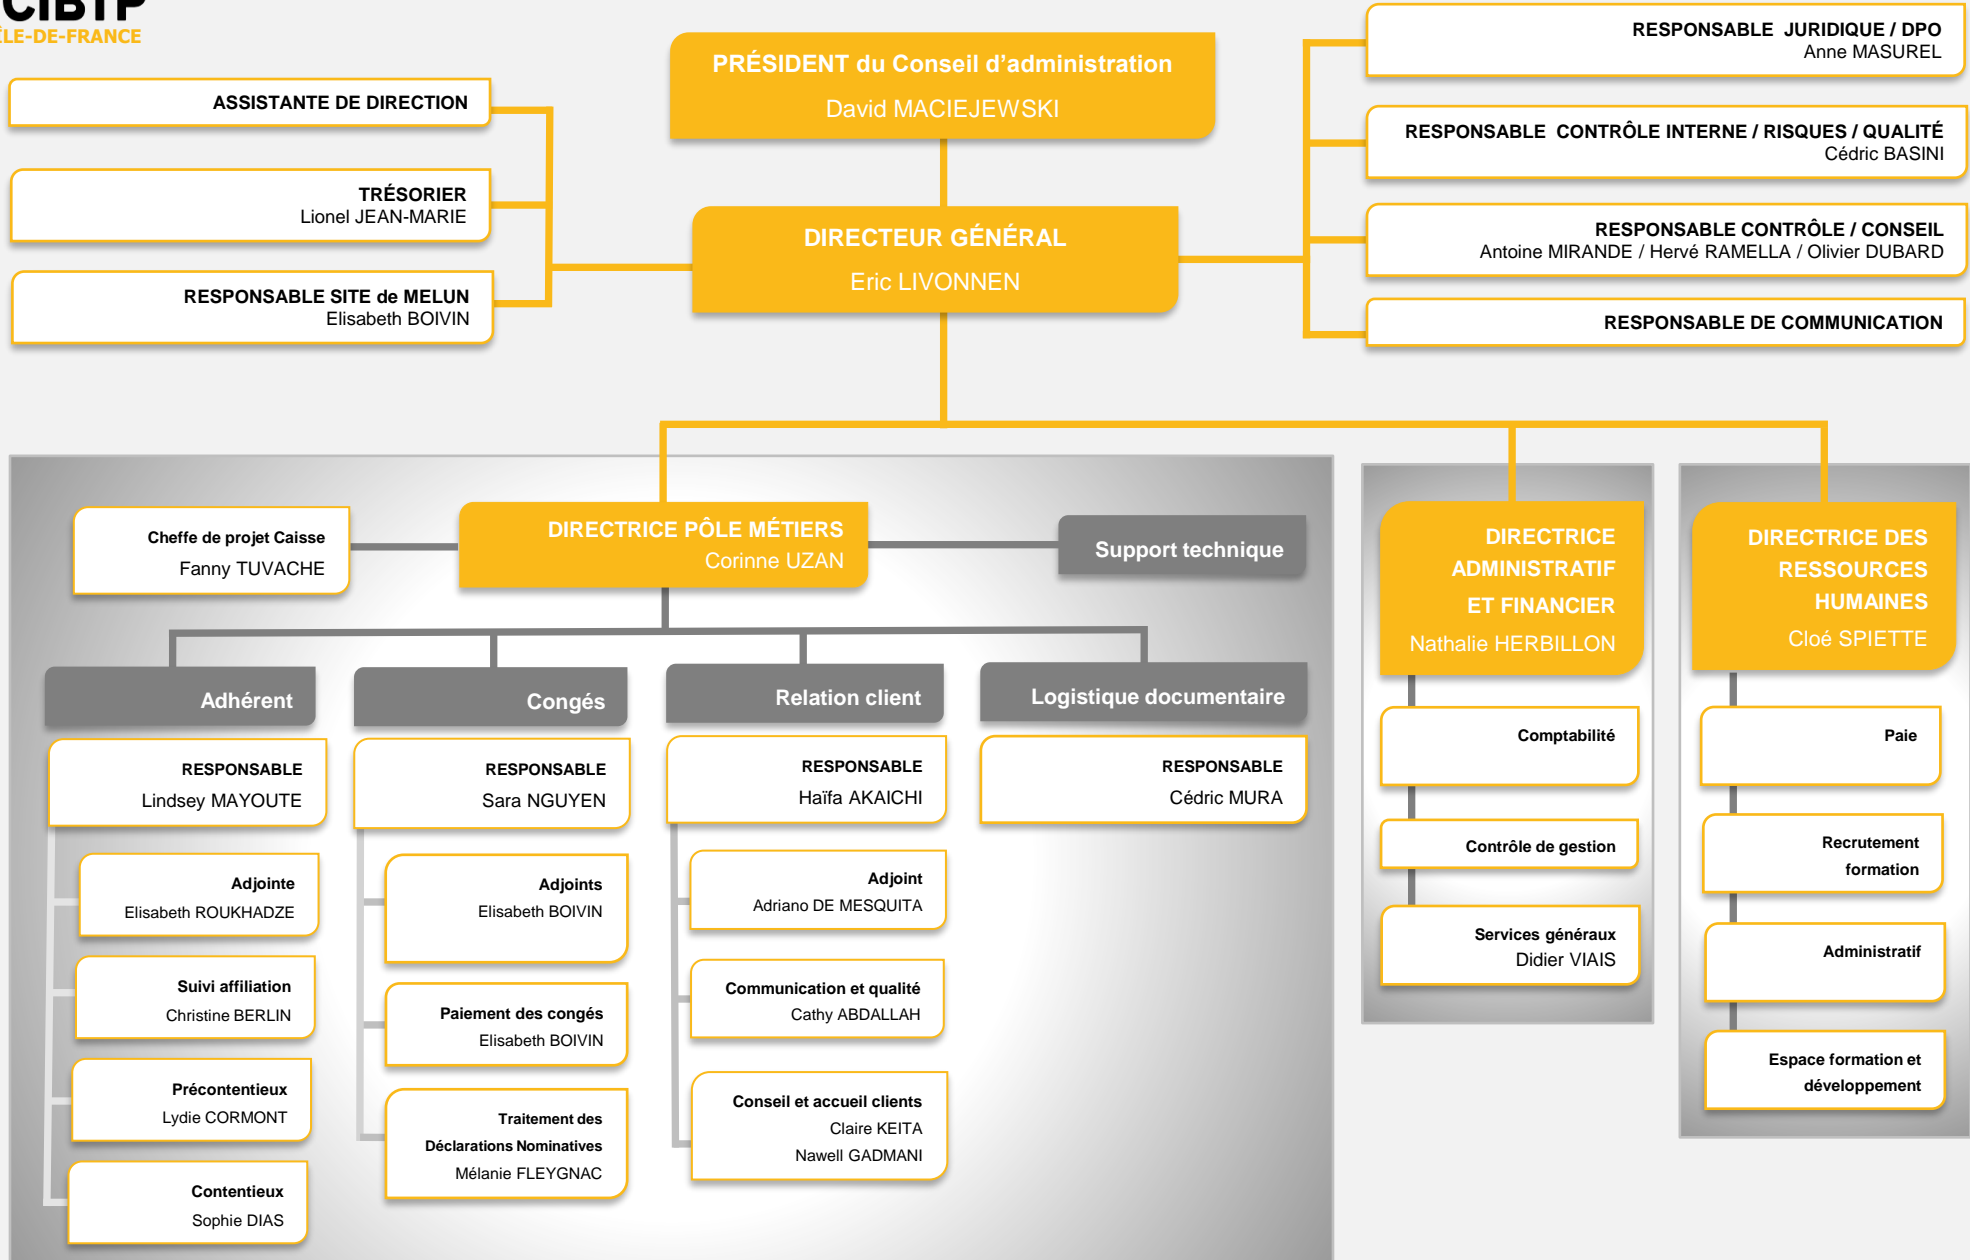 CIBTP
ÎLE-DE-FRANCE
PRÉSIDENT du Conseil d'administration
David MACIEJEWSKI
ASSISTANTE DE DIRECTION
TRÉSORIER
Lionel JEAN-MARIE
RESPONSABLE SITE de MELUN
Elisabeth BOIVIN
DIRECTEUR GÉNÉRAL
Eric LIVONNEN
RESPONSABLE JURIDIQUE / DPO
Anne MASUREL
RESPONSABLE CONTRÔLE INTERNE / RISQUES / QUALITÉ
Cédric BASINI
RESPONSABLE CONTRÔLE / CONSEIL
Antoine MIRANDE / Hervé RAMELLA / Olivier DUBARD
RESPONSABLE DE COMMUNICATION
Cheffe de projet Caisse
Fanny TUVACHE
DIRECTRICE PÔLE MÉTIERS
Corinne UZAN
Support technique
Adhérent
RESPONSABLE
Lindsey MAYOUTE
Adjointe
Elisabeth ROUKHADZE
Suivi affiliation
Christine BERLIN
Précontentieux
Lydie CORMONT
Contentieux
Sophie DIAS
Congés
RESPONSABLE
Sara NGUYEN
Adjoints
Elisabeth BOIVIN
Paiement des congés
Elisabeth BOIVIN
Traitement des
Déclarations Nominatives
Mélanie FLEYGNAC
Relation client
RESPONSABLE
Haïfa AKAICHI
Adjoint
Adriano DE MESQUITA
Communication et qualité
Cathy ABDALLAH
Conseil et accueil clients
Claire KEITA
Nawell GADMANI
Logistique documentaire
RESPONSABLE
Cédric MURA
DIRECTRICE
ADMINISTRATIF
ET FINANCIER
Nathalie HERBILLON
Comptabilité
Contrôle de gestion
Services généraux
Didier VIAIS
DIRECTRICE DES
RESSOURCES
HUMAINES
Cloé SPIETTE
Paie
Recrutement
formation
Administratif
Espace formation et
développement